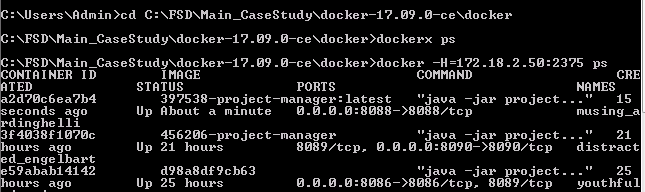 C:\Users\Admin>cd C:\FSD\Main_CaseStudy\docker-17.09.0-ce\docker
C:\FSD\Main_CaseStudy\docker-17.09.0-ce\docker>dockerx ps
C:\FSD\Main_CaseStudy\docker-17.09.0-ce\docker>docker -H=172.18.2.50:2375 ps
CONTAINER ID IMAGE COMMAND CRE
ATED STATUS PORTS NAMES
a2d70c6ea7b4 397538-project-manager:latest "java -jar project..." 15
seconds ago Up About a minute 0.0.0.0:8088->8088/tcp musing_a
rdinghelli
3f4038f1070c 456206-project-manager "java -jar project..." 21
hours ago Up 21 hours 8089/tcp, 0.0.0.0:8090->8090/tcp distract
ed_engelbart
e59abab14142 d98a8df9cb63 "java -jar project..." 25
hours ago Up 25 hours 0.0.0.0:8086->8086/tcp, 8089/tcp youthful